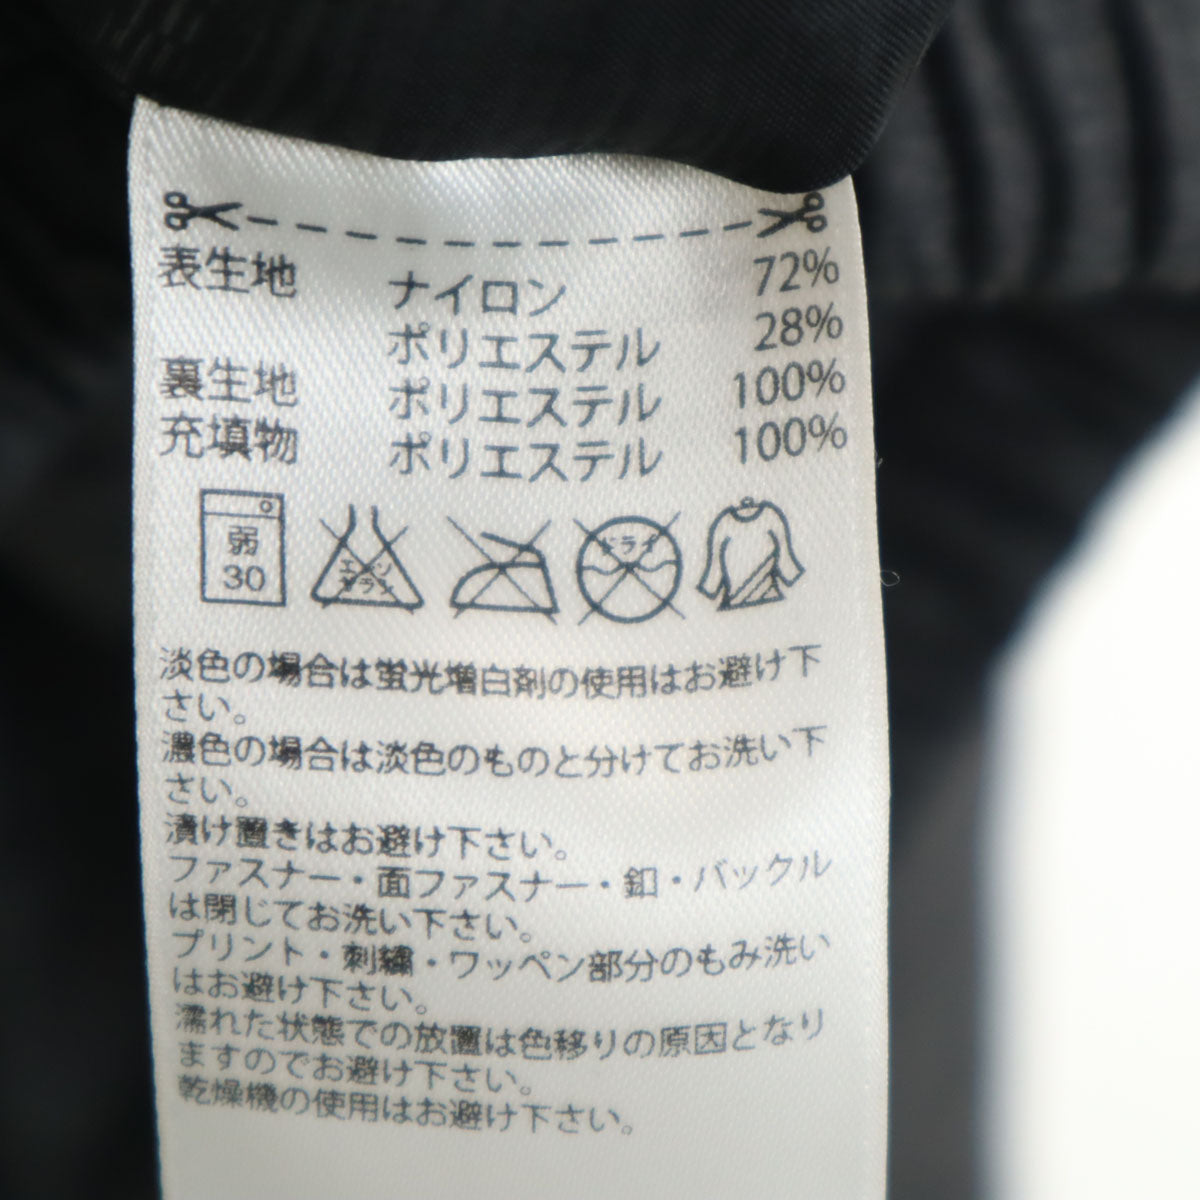 表生地 ナイロン 72%
ポリエステル 28%
裏生地 ポリエステル 100%
充填物 ポリエステル 100%
弱
30
エンソ
サラシ
ドライ
淡色の場合は蛍光増白剤の使用はお避け下
さい。
濃色の場合は淡色のものと分けてお洗い下
さい。
漬け置きはお避け下さい。
ファスナー・面ファスナー・釦・バックル
は閉じてお洗い下さい。
プリント・刺繍・ワッペン部分のもみ洗い
はお避け下さい。
濡れた状態での放置は色移りの原因となり
ますのでお避け下さい。
乾燥機の使用はお避け下さい。